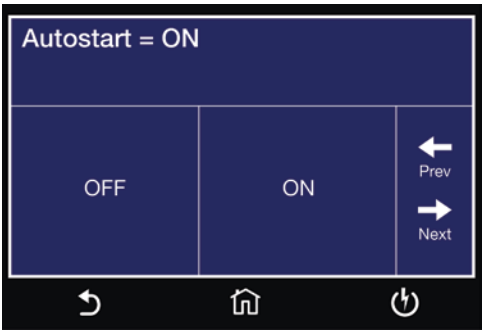 Autostart = ON
OFF
ON
Prev
Next